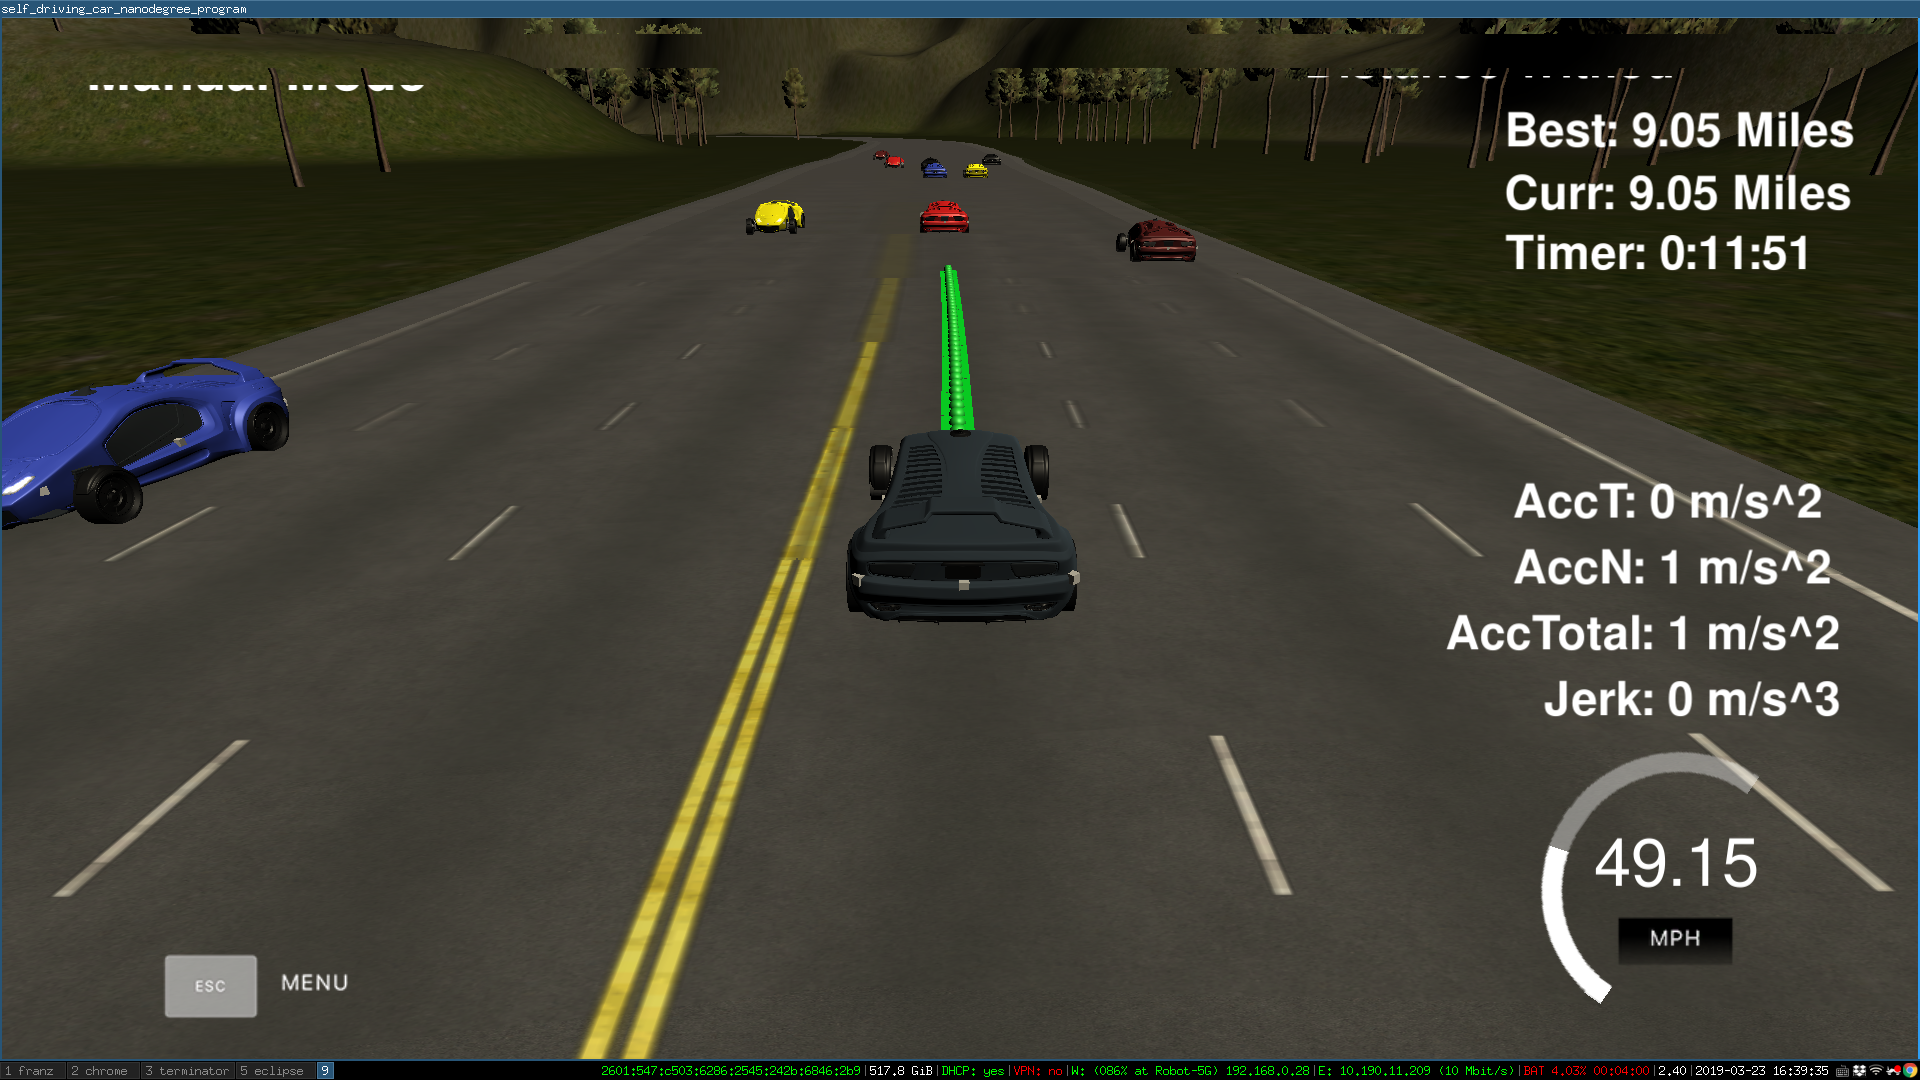 self_driving_car_nanodegree_program
Manual Mode
Best: 9.05 Miles
Curr: 9.05 Miles
Timer: 0:11:51
AccT: 0 m/s^2
AccN: 1 m/s^2
AccTotal: 1 m/s^2
Jerk: 0 m/s^3
49.15
MPH
ESC MENU
1 franz 2 chrome 3 terminator 5 eclipse 9 2601:547:c503:6286:2545:242b:6846:2b9|517.8 GiB|DHCP: yes|VPN: no|W: (086% at Robot-5G) 192.168.0.28|E: 10.190.11.209 (10 Mbit/s)|BAT 4.03% 00:04:00|2.40|2019-03-23 16:39:35